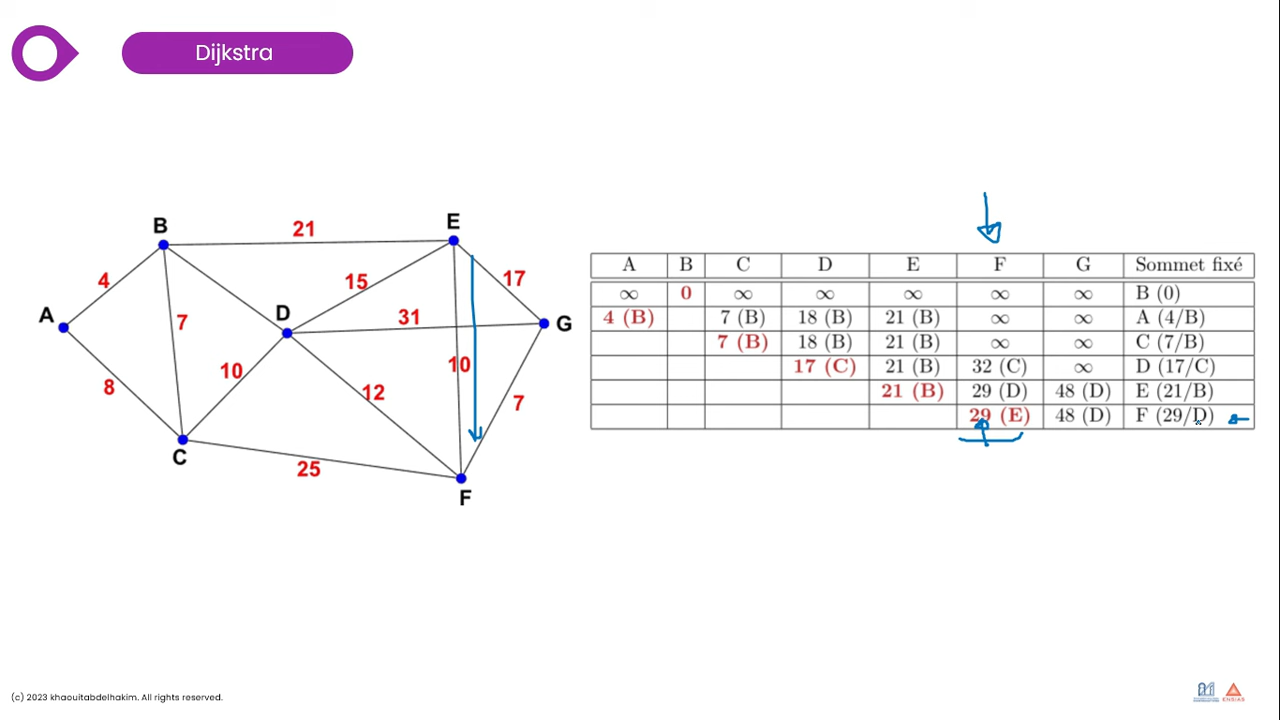 Dijkstra
B
21
E
4
15
17
A
7
D
31
G
8
10
12
10
7
C
25
F
A B C D E F G Sommet fixé
∞ 0 ∞ ∞ ∞ ∞ ∞ B (0)
4 (B) 7 (B) 18 (B) 21 (B) ∞ ∞ A (4/B)
7 (B) 18 (B) 21 (B) ∞ ∞ C (7/B)
17 (C) 21 (B) 32 (C) ∞ D (17/C)
21 (B) 29 (D) 48 (D) E (21/B)
29 (E) 48 (D) F (29/D)
(c) 2023 khaouitabdelhakim. All rights reserved.
ENSIAS